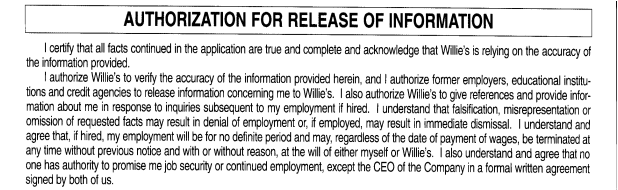 AUTHORIZATION FOR RELEASE OF INFORMATION
I certify that all facts continued in the application are true and complete and acknowledge that Willie's is relying on the accuracy of
the information provided.
I authorize Willie's to verify the accuracy of the information provided herein, and I authorize former employers, educational institu-
tions and credit agencies to release information concerning me to Willie's. I also authorize Willie's to give references and provide infor-
mation about me in response to inquiries subsequent to my employment if hired. I understand that falsification, misrepresentation or
omission of requested facts may result in denial of employment or, if employed, may result in immediate dismissal. I understand and
agree that, if hired, my employment will be for no definite period and may, regardless of the date of payment of wages, be terminated at
any time without previous notice and with or without reason, at the will of either myself or Willie's. I also understand and agree that no
one has authority to promise me job security or continued employment, except the CEO of the Company in a formal written agreement
signed by both of us.